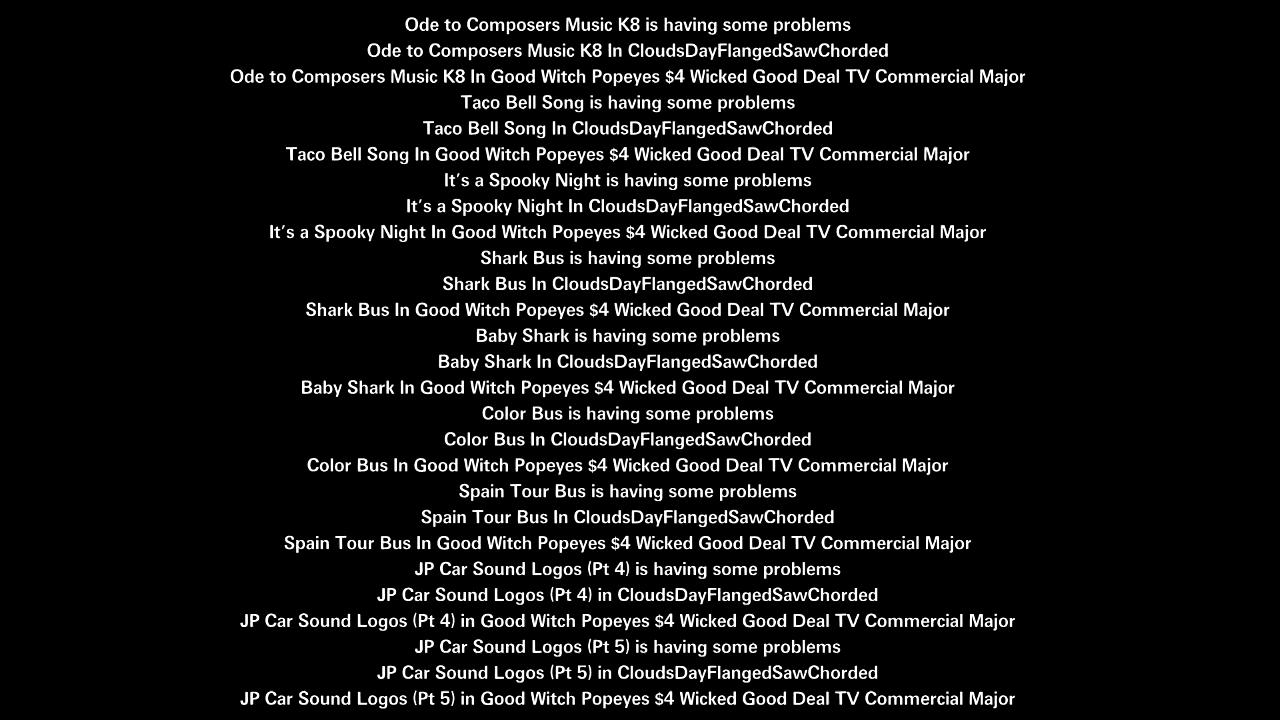 Ode to Composers Music K8 is having some problems
Ode to Composers Music K8 In CloudsDayFlangedSawChorded
Ode to Composers Music K8 In Good Witch Popeyes $4 Wicked Good Deal TV Commercial Major
Taco Bell Song is having some problems
Taco Bell Song In CloudsDayFlangedSawChorded
Taco Bell Song In Good Witch Popeyes $4 Wicked Good Deal TV Commercial Major
It's a Spooky Night is having some problems
It's a Spooky Night In CloudsDayFlangedSawChorded
It's a Spooky Night In Good Witch Popeyes $4 Wicked Good Deal TV Commercial Major
Shark Bus is having some problems
Shark Bus In CloudsDayFlangedSawChorded
Shark Bus In Good Witch Popeyes $4 Wicked Good Deal TV Commercial Major
Baby Shark is having some problems
Baby Shark In CloudsDayFlangedSawChorded
Baby Shark In Good Witch Popeyes $4 Wicked Good Deal TV Commercial Major
Color Bus is having some problems
Color Bus In CloudsDayFlangedSawChorded
Color Bus In Good Witch Popeyes $4 Wicked Good Deal TV Commercial Major
Spain Tour Bus is having some problems
Spain Tour Bus In CloudsDayFlangedSawChorded
Spain Tour Bus In Good Witch Popeyes $4 Wicked Good Deal TV Commercial Major
JP Car Sound Logos (Pt 4) is having some problems
JP Car Sound Logos (Pt 4) in CloudsDayFlangedSawChorded
JP Car Sound Logos (Pt 4) in Good Witch Popeyes $4 Wicked Good Deal TV Commercial Major
JP Car Sound Logos (Pt 5) is having some problems
JP Car Sound Logos (Pt 5) in CloudsDayFlangedSawChorded
JP Car Sound Logos (Pt 5) in Good Witch Popeyes $4 Wicked Good Deal TV Commercial Major